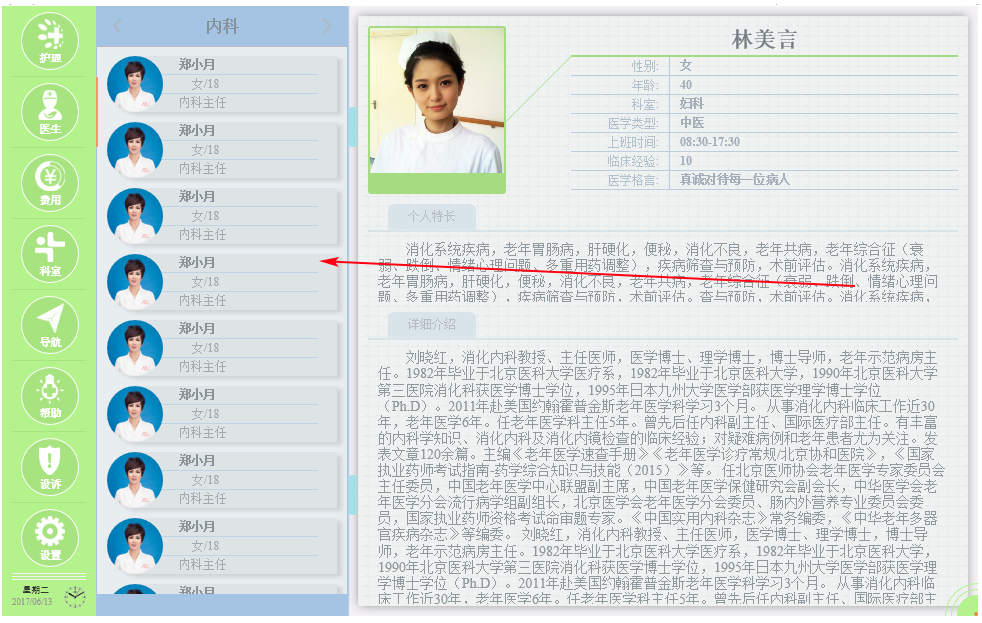 护理
医生
费用
科室
导航
帮助
投诉
设置
星期二
2017/06/13
内科
郑小月
女/18
内科主任
郑小月
女/18
内科主任
郑小月
女/18
内科主任
郑小月
女/18
内科主任
郑小月
女/18
内科主任
郑小月
女/18
内科主任
郑小月
女/18
内科主任
郑小月
女/18
内科主任
郑小月
林美言
性别: 女
年龄: 40
科室: 妇科
医学类型: 中医
上班时间: 08:30-17:30
临床经验: 10
医学格言: 真诚对待每一位病人
个人特长
消化系统疾病，老年胃肠病，肝硬化，便秘，消化不良，老年共病，老年综合征（衰
弱、跌倒、情绪心理问题、多重用药调整），疾病筛查与预防，术前评估。消化系统疾病，
老年胃肠病，肝硬化，便秘，消化不良，老年共病，老年综合征（衰弱、跌倒、情绪心理问
题、多重用药调整），疾病筛查与预防，术前评估。查与预防，术前评估。消化系统疾病，
详细介绍
刘晓红，消化内科教授、主任医师，医学博士、理学博士，博士导师，老年示范病房主
任。1982年毕业于北京医科大学医疗系，1982年毕业于北京医科大学，1990年北京医科大学
第三医院消化科获医学博士学位，1995年日本九州大学医学部获医学理学博士学位
（Ph.D）。2011年赴美国约翰霍普金斯老年医学科学习3个月。 从事消化内科临床工作近30
年，老年医学6年。任老年医学科主任5年。曾先后任内科副主任、国际医疗部主任。有丰富
的内科学知识、消化内科及消化内镜检查的临床经验；对疑难病例和老年患者尤为关注。发
表文章120余篇。主编《老年医学速查手册》《老年医学诊疗常规/北京协和医院》，《国家
执业药师考试指南-药学综合知识与技能（2015）》等。 任北京医师协会老年医学专家委员会
主任委员，中国老年医学中心联盟副主席，中国老年医学保健研究会副会长，中华医学会老
年医学分会流行病学组副组长，北京医学会老年医学分会委员、肠内外营养专业委员会委
员，国家执业药师资格考试命审题专家。《中国实用内科杂志》常务编委，《中华老年多器
官疾病杂志》等编委。 刘晓红，消化内科教授、主任医师，医学博士、理学博士，博士导
师，老年示范病房主任。1982年毕业于北京医科大学医疗系，1982年毕业于北京医科大学，
1990年北京医科大学第三医院消化科获医学博士学位，1995年日本九州大学医学部获医学理
学博士学位（Ph.D）。2011年赴美国约翰霍普金斯老年医学科学习3个月。 从事消化内科临
床工作近30年，老年医学6年。任老年医学科主任5年。曾先后任内科副主任、国际医疗部主